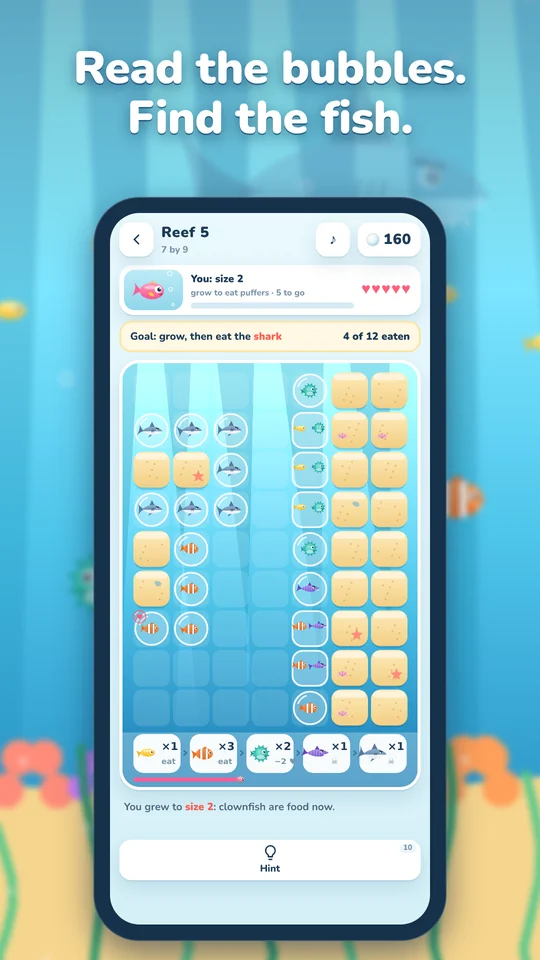 Read the bubbles.
Find the fish.
Reef 5
7 by 9
♪
160
You: size 2
grow to eat puffers · 5 to go
♥♥♥♥♥
Goal: grow, then eat the shark
4 of 12 eaten
×1 eat › ×3 eat › ×2 −2 ♥ › ×1 ☠ › ×1 ☠
You grew to size 2: clownfish are food now.
10
Hint